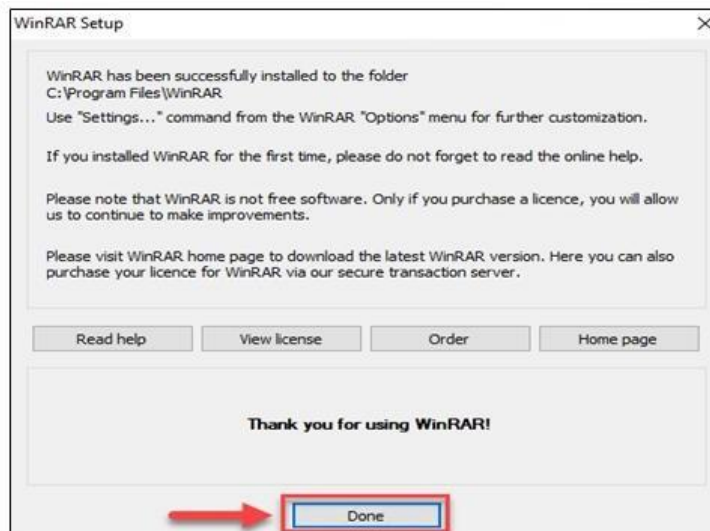 WinRAR Setup
WinRAR has been successfully installed to the folder
C:\Program Files\WinRAR
Use "Settings..." command from the WinRAR "Options" menu for further customization.
If you installed WinRAR for the first time, please do not forget to read the online help.
Please note that WinRAR is not free software. Only if you purchase a licence, you will allow
us to continue to make improvements.
Please visit WinRAR home page to download the latest WinRAR version. Here you can also
purchase your licence for WinRAR via our secure transaction server.
Read help View license Order Home page
Thank you for using WinRAR!
Done